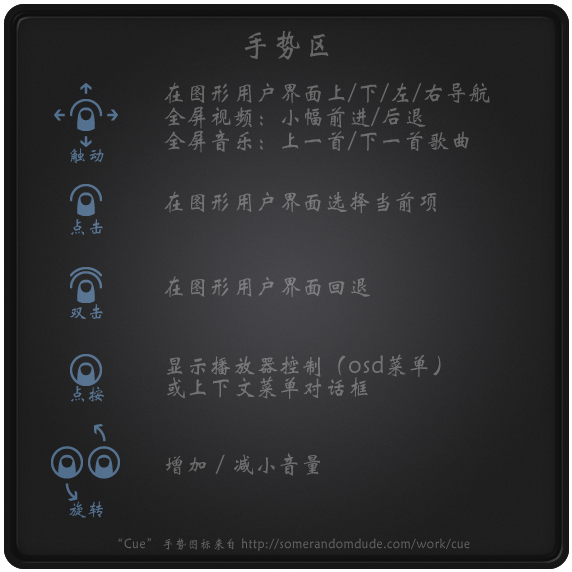 手势区
在图形用户界面上/下/左/右导航
全屏视频：小幅前进/后退
全屏音乐：上一首/下一首歌曲
触动
在图形用户界面选择当前项
点击
在图形用户界面回退
双击
显示播放器控制（osd菜单）
或上下文菜单对话框
点按
增加 / 减小音量
旋转
“Cue” 手势图标来自 http://somerandomdude.com/work/cue